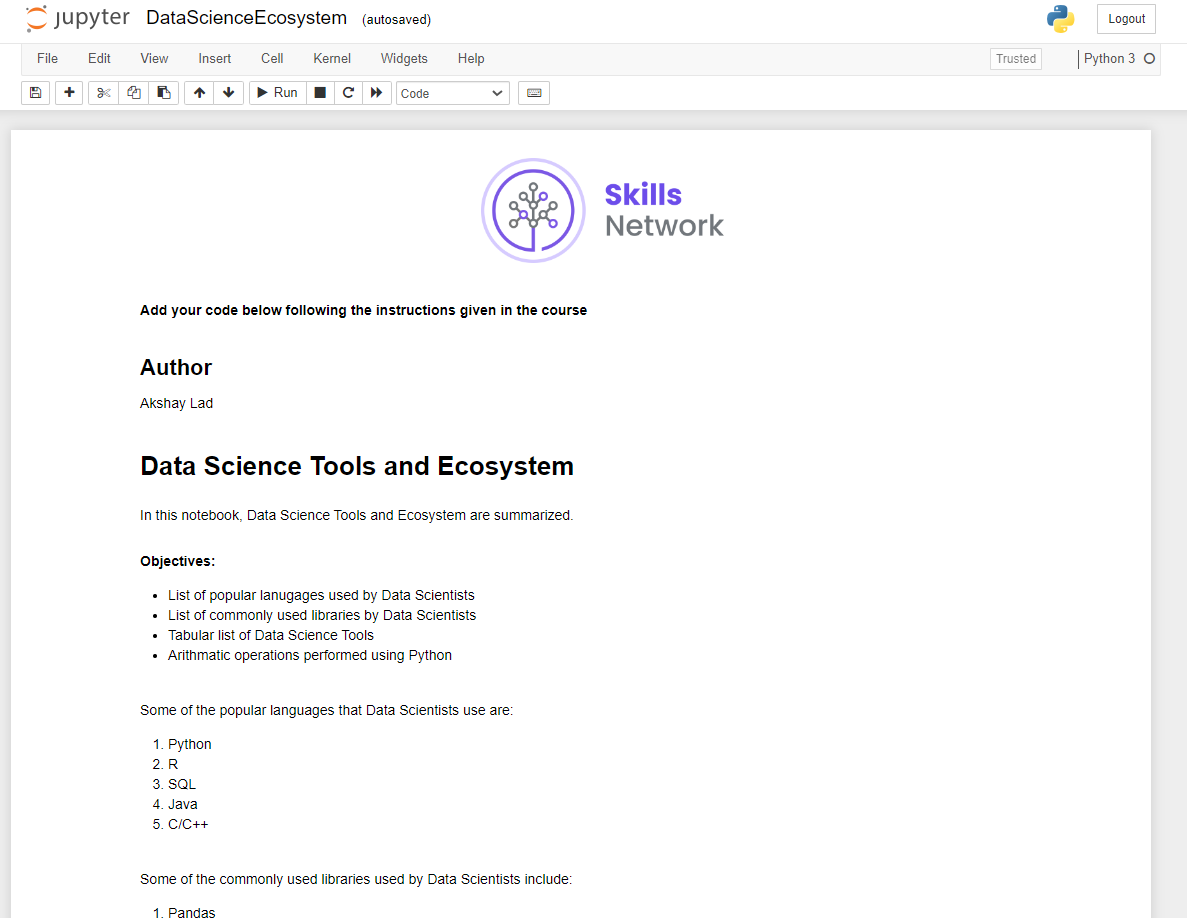 jupyter DataScienceEcosystem (autosaved) Logout
File Edit View Insert Cell Kernel Widgets Help Trusted Python 3
Run Code
Skills
Network
Add your code below following the instructions given in the course
Author
Akshay Lad
Data Science Tools and Ecosystem
In this notebook, Data Science Tools and Ecosystem are summarized.
Objectives:
• List of popular lanugages used by Data Scientists
• List of commonly used libraries by Data Scientists
• Tabular list of Data Science Tools
• Arithmatic operations performed using Python
Some of the popular languages that Data Scientists use are:
1. Python
2. R
3. SQL
4. Java
5. C/C++
Some of the commonly used libraries used by Data Scientists include:
1. Pandas